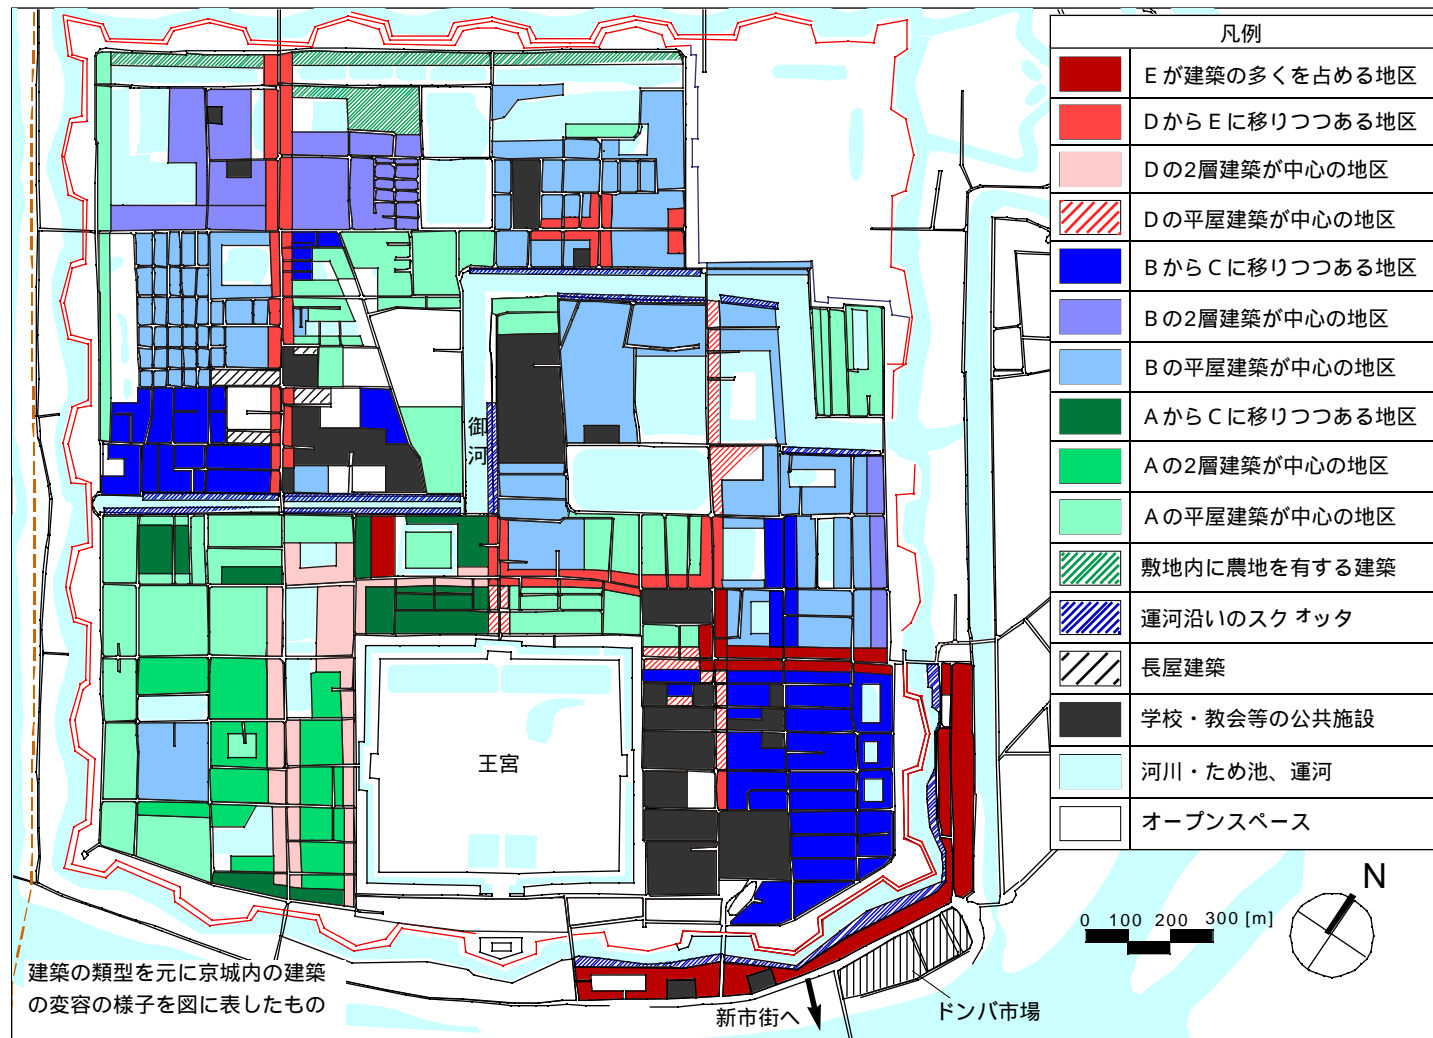 凡例
Eが建築の多くを占める地区
DからEに移りつつある地区
Dの2層建築が中心の地区
Dの平屋建築が中心の地区
BからCに移りつつある地区
Bの2層建築が中心の地区
Bの平屋建築が中心の地区
AからCに移りつつある地区
Aの2層建築が中心の地区
Aの平屋建築が中心の地区
敷地内に農地を有する建築
運河沿いのスクオッタ
長屋建築
学校・教会等の公共施設
河川・ため池、運河
オープンスペース
御河
王宮
N
0 100 200 300 [m]
建築の類型を元に京城内の建築
の変容の様子を図に表したもの
新市街へ
ドンバ市場